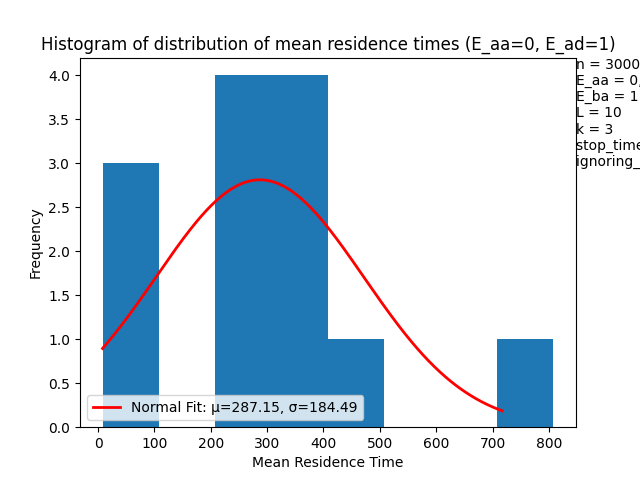 Histogram of distribution of mean residence times (E_aa=0, E_ad=1)
n = 3000
E_aa = 0,
E_ba = 1
L = 10
k = 3
stop_time
ignoring_
4.0
3.5
3.0
2.5
2.0
1.5
1.0
0.5
0.0
Frequency
Normal Fit: μ=287.15, σ=184.49
0 100 200 300 400 500 600 700 800
Mean Residence Time